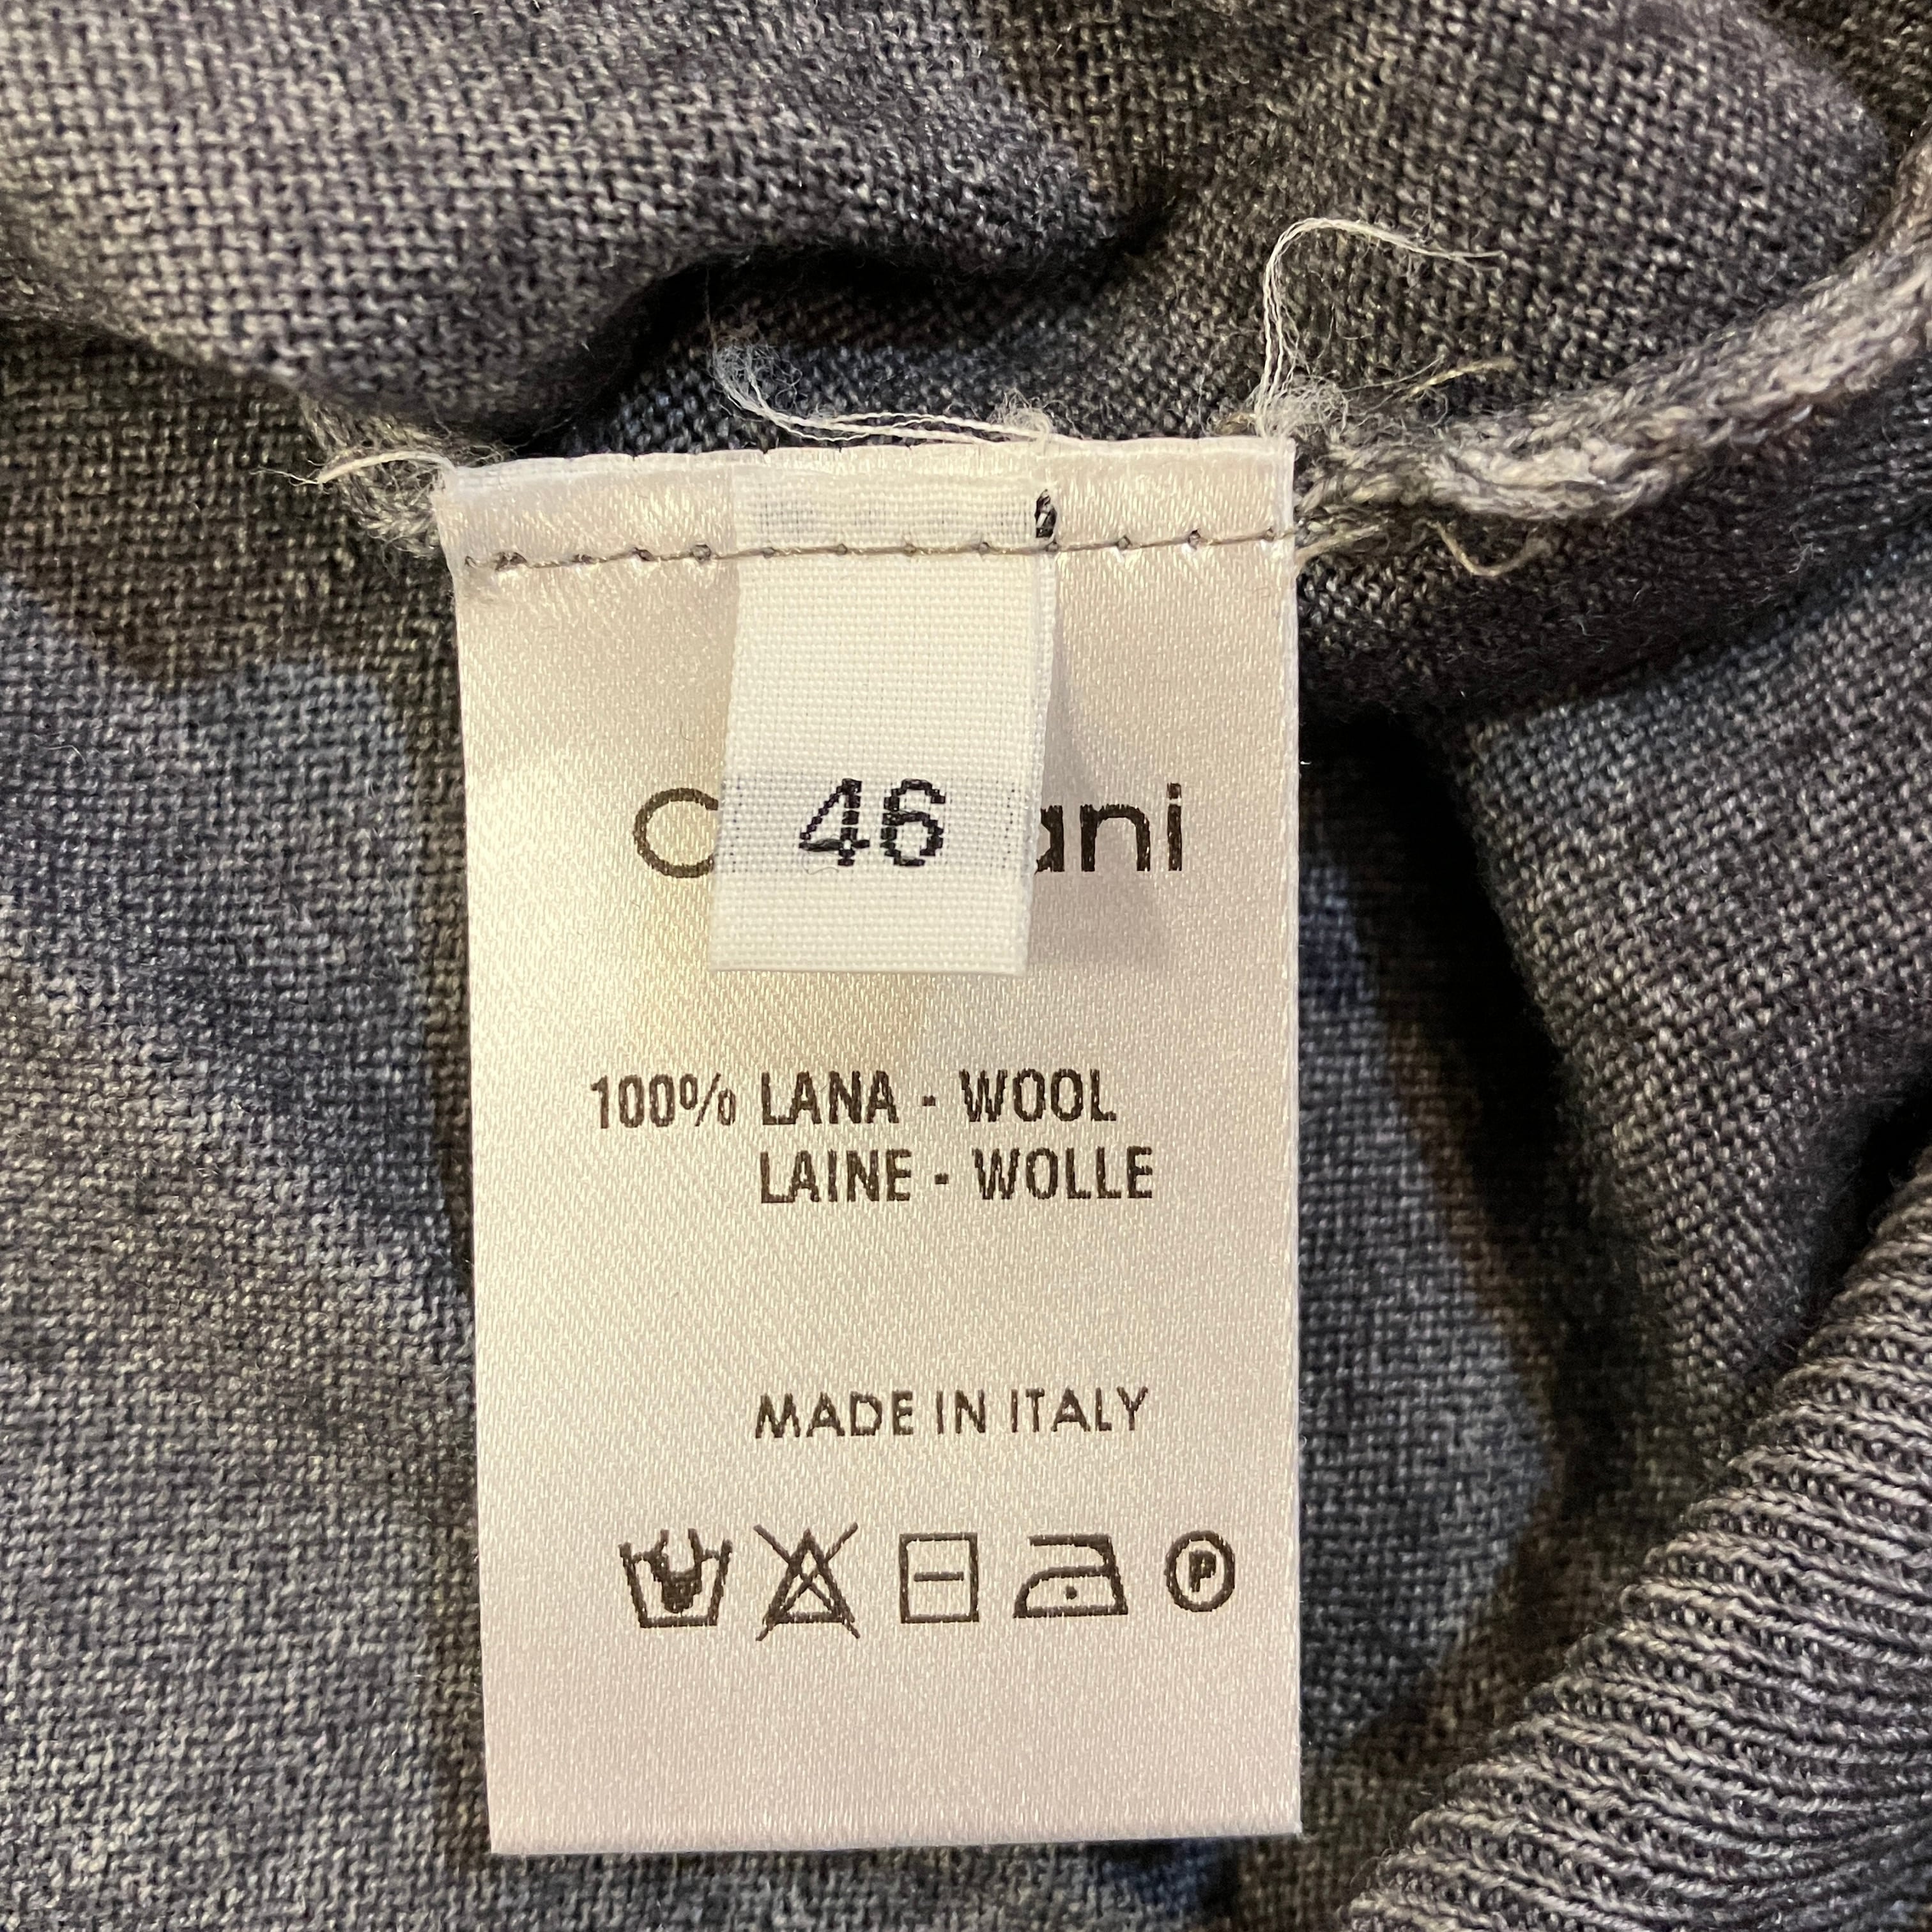 46
100% LANA - WOOL
LAINE - WOLLE
MADE IN ITALY
P